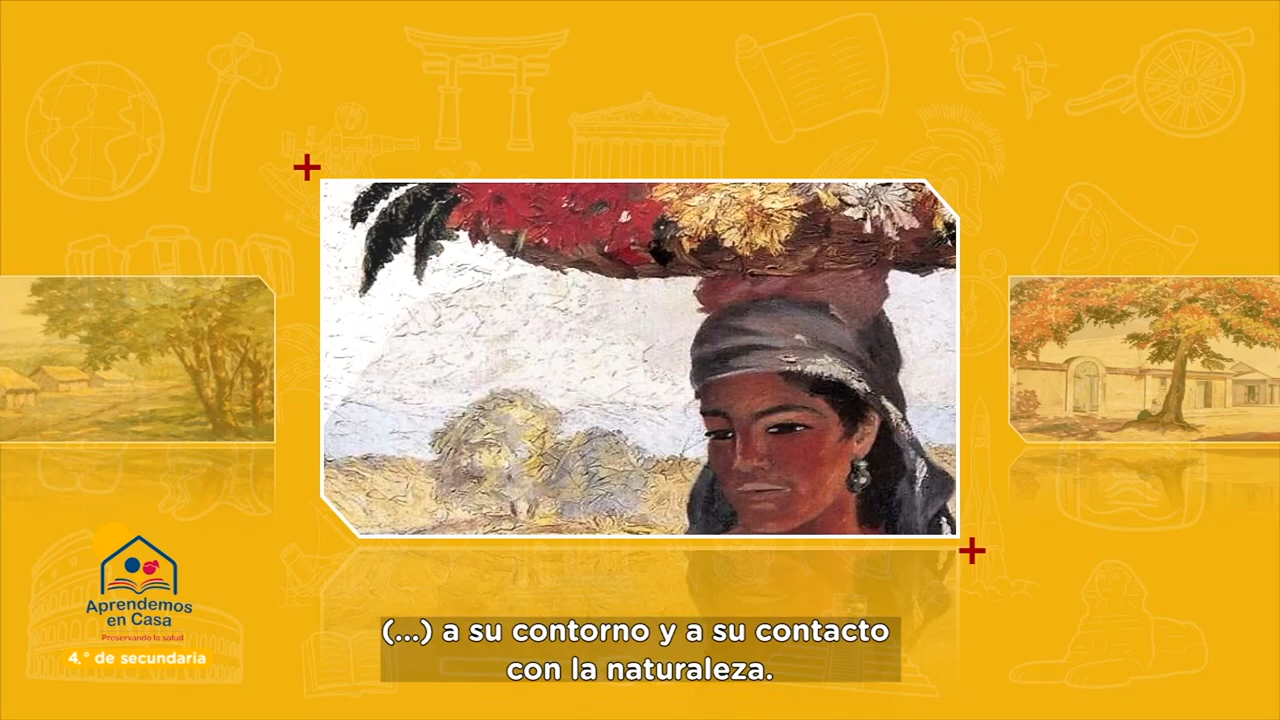 Aprendemos
en Casa
Preservando la salud
4.° de secundaria
(...) a su contorno y a su contacto
con la naturaleza.